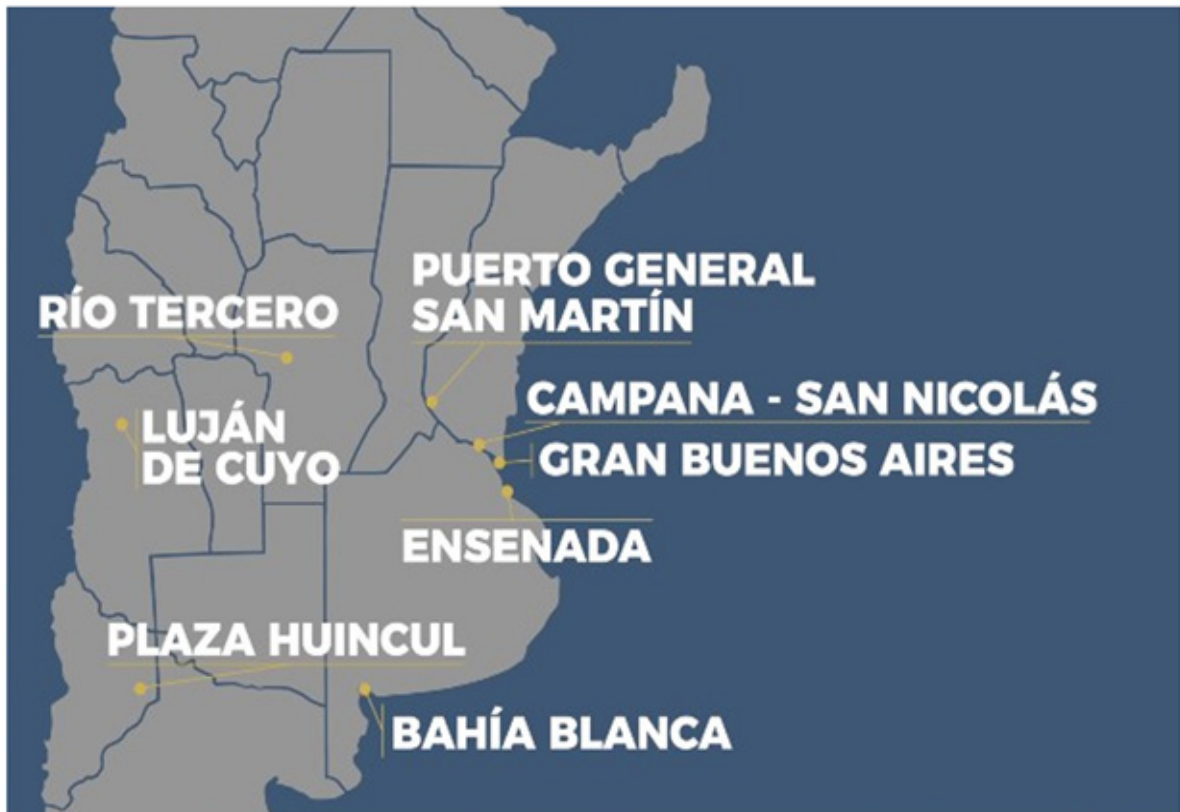 PUERTO GENERAL
SAN MARTÍN
RÍO TERCERO
CAMPANA - SAN NICOLÁS
LUJÁN
DE CUYO
GRAN BUENOS AIRES
ENSENADA
PLAZA HUINCUL
BAHÍA BLANCA